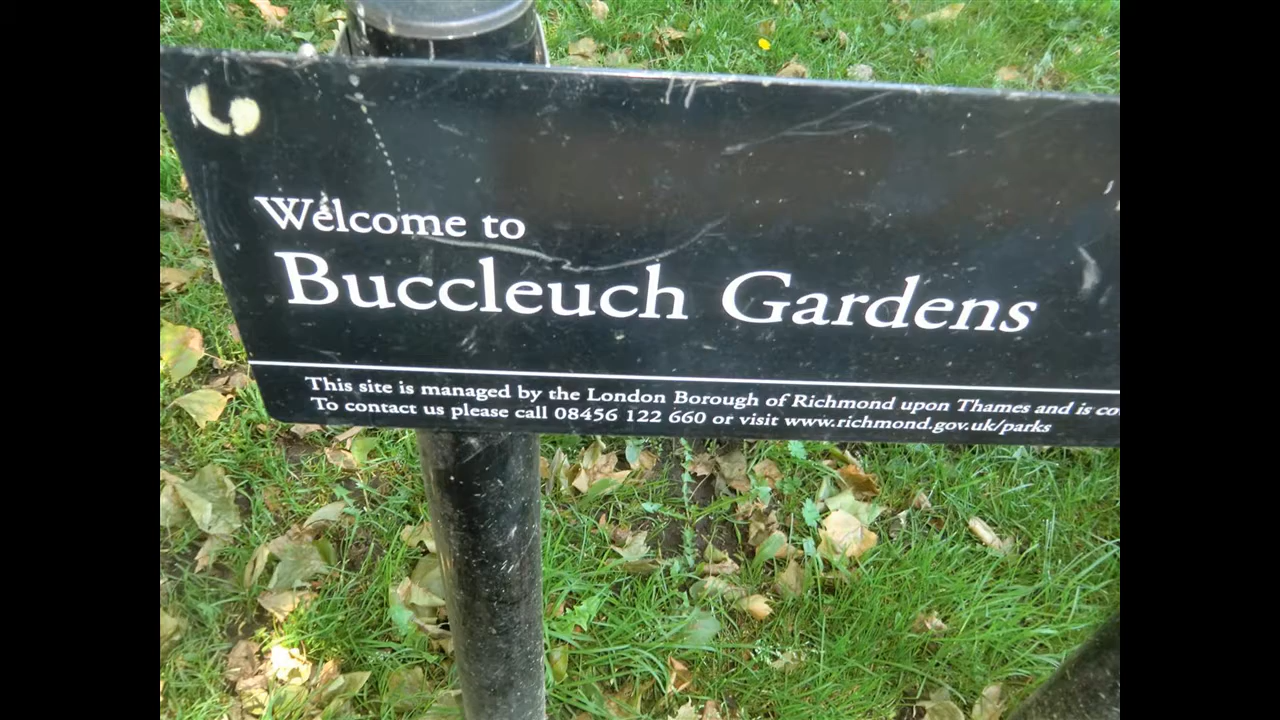 Welcome to
Buccleuch Gardens
This site is managed by the London Borough of Richmond upon Thames and is
To contact us please call 08456 122 660 or visit www.richmond.gov.uk/parks